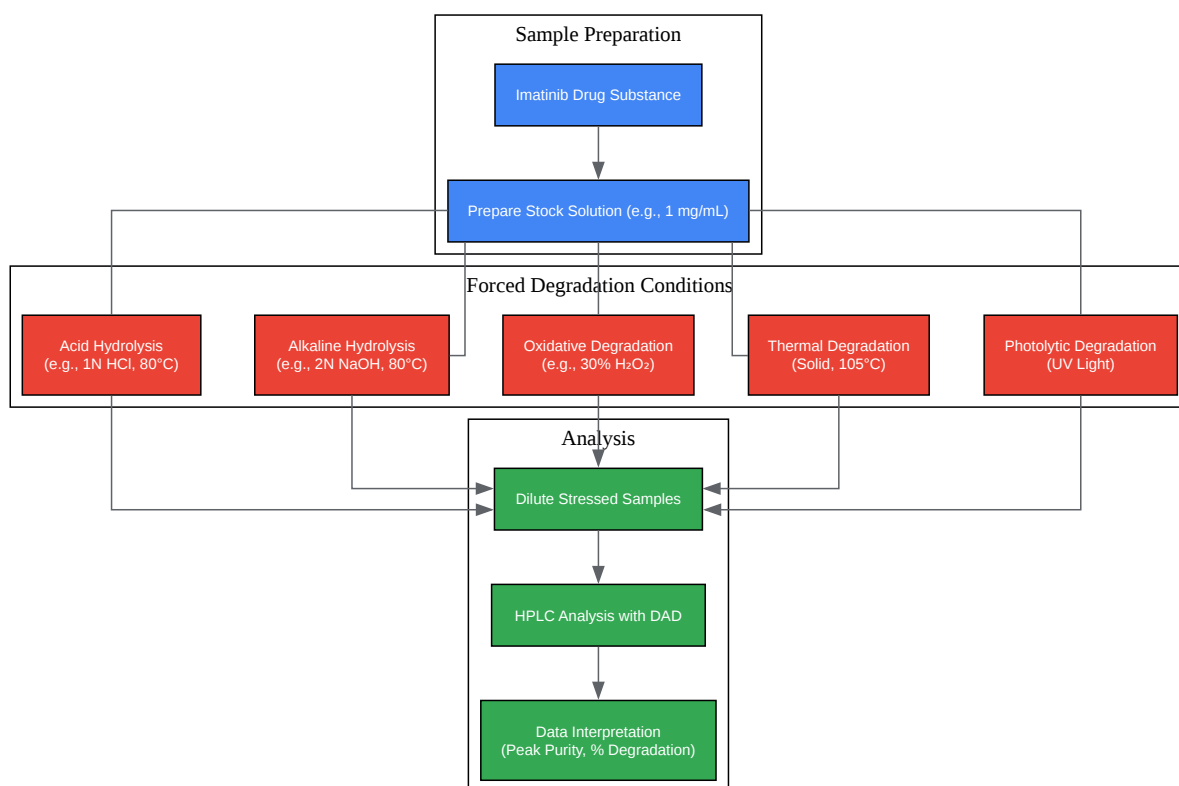 Sample Preparation
Imatinib Drug Substance
Prepare Stock Solution (e.g., 1 mg/mL)
Forced Degradation Conditions
Acid Hydrolysis
(e.g., 1N HCl, 80°C)
Alkaline Hydrolysis
(e.g., 2N NaOH, 80°C)
Oxidative Degradation
(e.g., 30% H₂O₂)
Thermal Degradation
(Solid, 105°C)
Photolytic Degradation
(UV Light)
Analysis
Dilute Stressed Samples
HPLC Analysis with DAD
Data Interpretation
(Peak Purity, % Degradation)